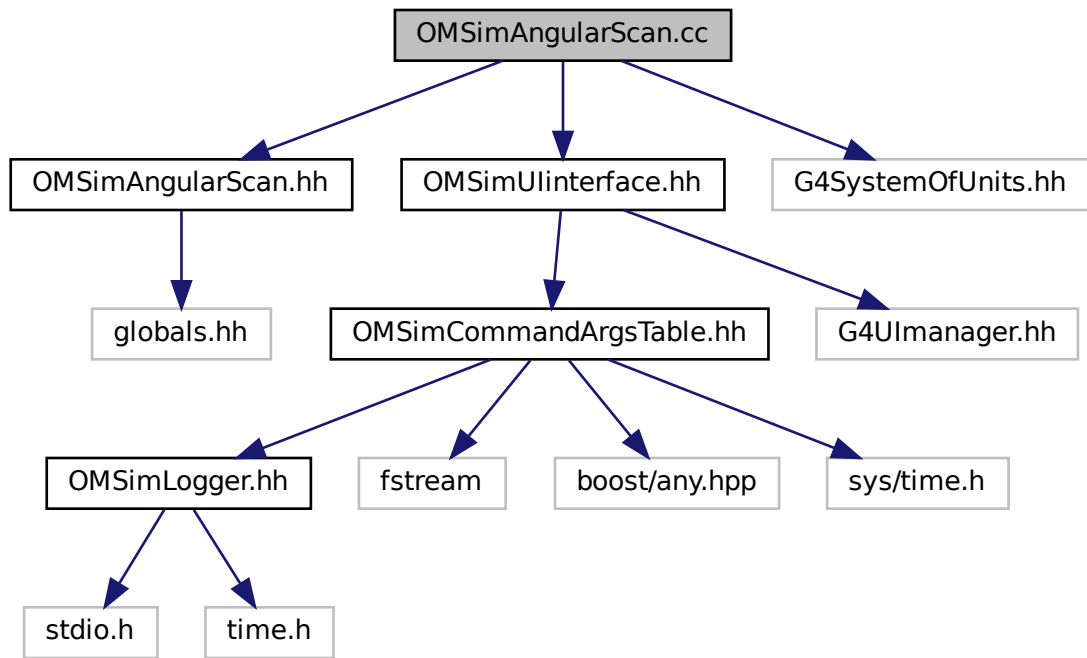 OMSimAngularScan.cc
OMSimAngularScan.hh
OMSimUIinterface.hh
G4SystemOfUnits.hh
globals.hh
OMSimCommandArgsTable.hh
G4UImanager.hh
OMSimLogger.hh
fstream
boost/any.hpp
sys/time.h
stdio.h
time.h